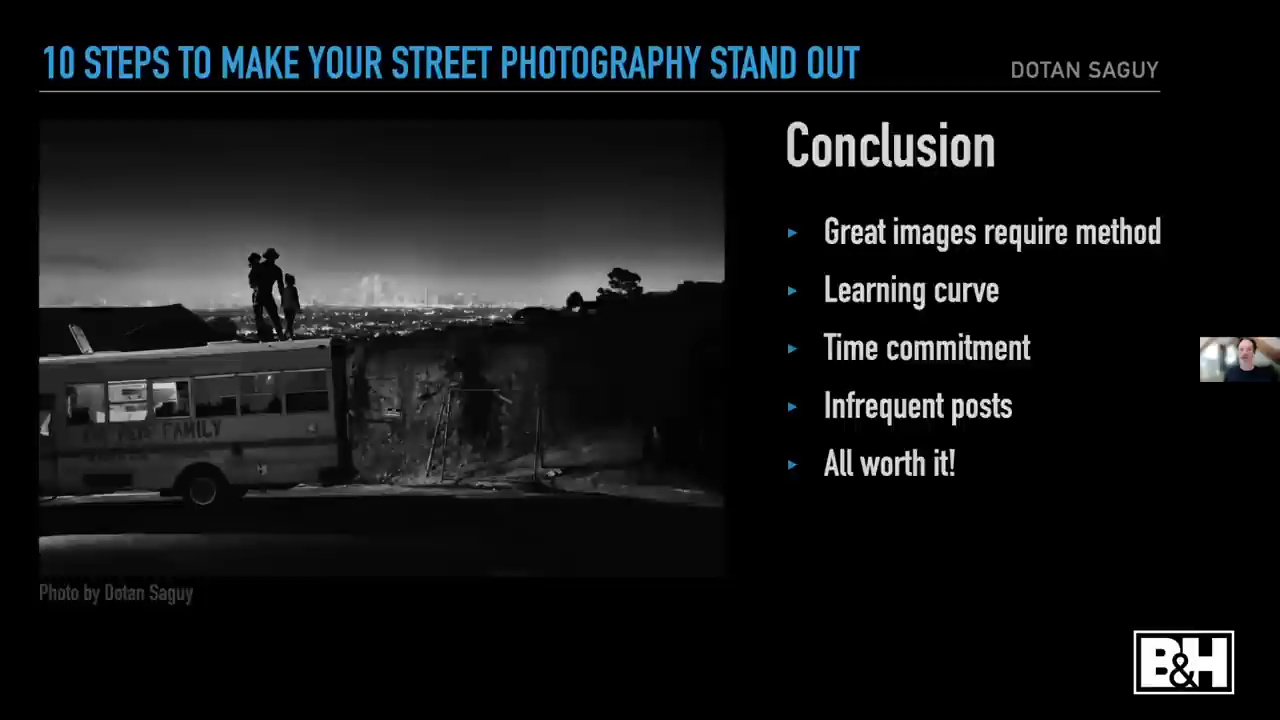 10 STEPS TO MAKE YOUR STREET PHOTOGRAPHY STAND OUT
DOTAN SAGUY
Conclusion
Great images require method
Learning curve
Time commitment
Infrequent posts
All worth it!
FAMILY
Photo by Dotan Saguy
B&H